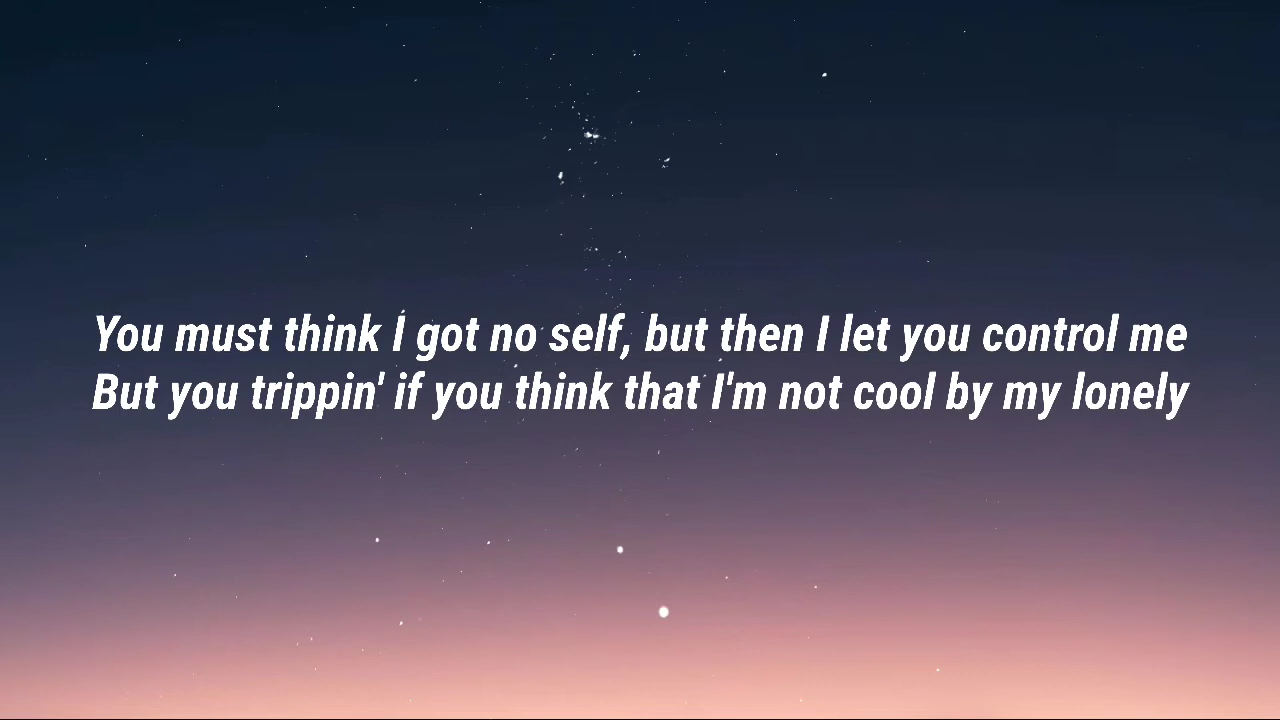 You must think I got no self, but then I let you control me
But you trippin' if you think that I'm not cool by my lonely